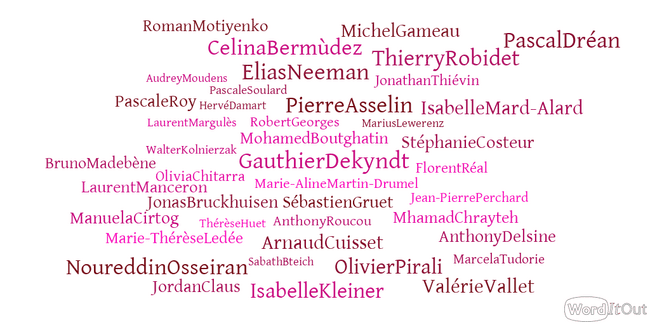 RomanMotiyenko MichelGameau
CelinaBermùdez PascalDréan
ThierryRobidet
EliasNeeman
AudreyMoudens JonathanThiévin
PascaleSoulard
PascaleRoy HervéDamart PierreAsselin IsabelleMard-Alard
LaurentMargulès RobertGeorges MariusLewerenz
MohamedBoutghatin StéphanieCosteur
WalterKolnierzak
BrunoMadebène GauthierDekyndt FlorentRéal
OliviaChitarra
LaurentManceron Marie-AlineMartin-Drumel
JonasBruckhuisen SébastienGruet Jean-PierrePerchard
ManuelaCirtog ThérèseHuet AnthonyRoucou MhamadChrayteh
Marie-ThérèseLedée ArnaudCuisset AnthonyDelsine
NoureddinOsseiran SabathBteich OlivierPirali MarcelaTudorie
JordanClaus IsabelleKleiner ValérieVallet
WordItOut